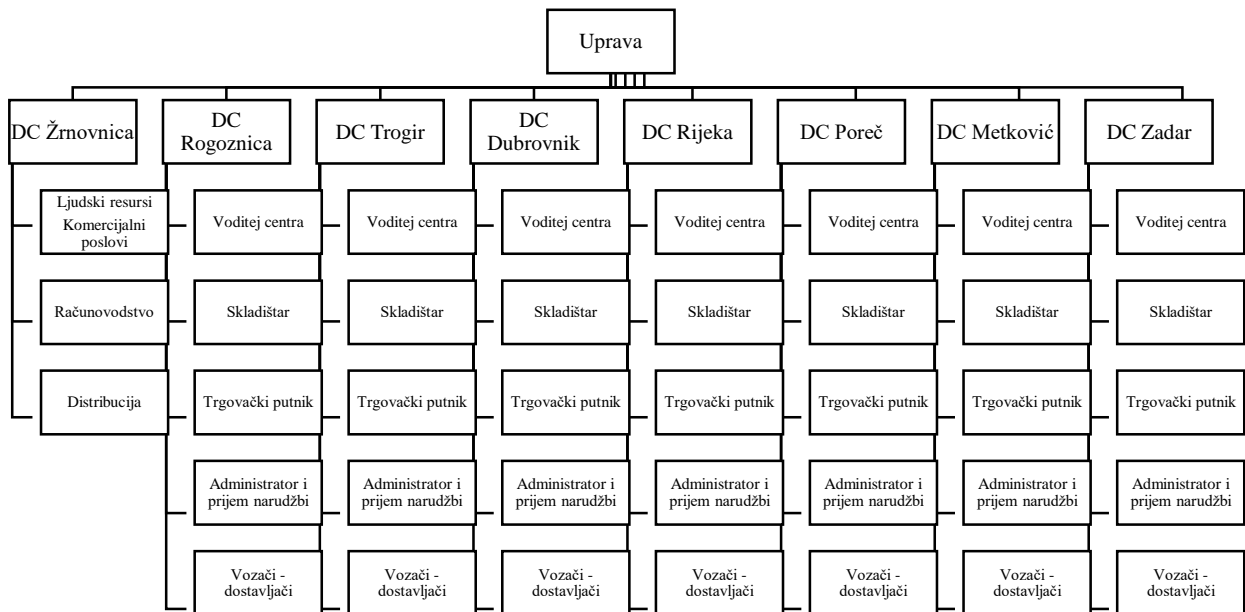 Uprava
DC Žrnovnica
DC
Rogoznica
DC Trogir
DC
Dubrovnik
DC Rijeka
DC Poreč
DC Metković
DC Zadar
Ljudski resursi
Komercijalni
poslovi
Voditej centra
Voditej centra
Voditej centra
Voditej centra
Voditej centra
Voditej centra
Voditej centra
Računovodstvo
Skladištar
Skladištar
Skladištar
Skladištar
Skladištar
Skladištar
Skladištar
Distribucija
Trgovački putnik
Trgovački putnik
Trgovački putnik
Trgovački putnik
Trgovački putnik
Trgovački putnik
Trgovački putnik
Administrator i
prijem narudžbi
Administrator i
prijem narudžbi
Administrator i
prijem narudžbi
Administrator i
prijem narudžbi
Administrator i
prijem narudžbi
Administrator i
prijem narudžbi
Administrator i
prijem narudžbi
Vozači -
dostavljači
Vozači -
dostavljači
Vozači -
dostavljači
Vozači -
dostavljači
Vozači -
dostavljači
Vozači -
dostavljači
Vozači -
dostavljači